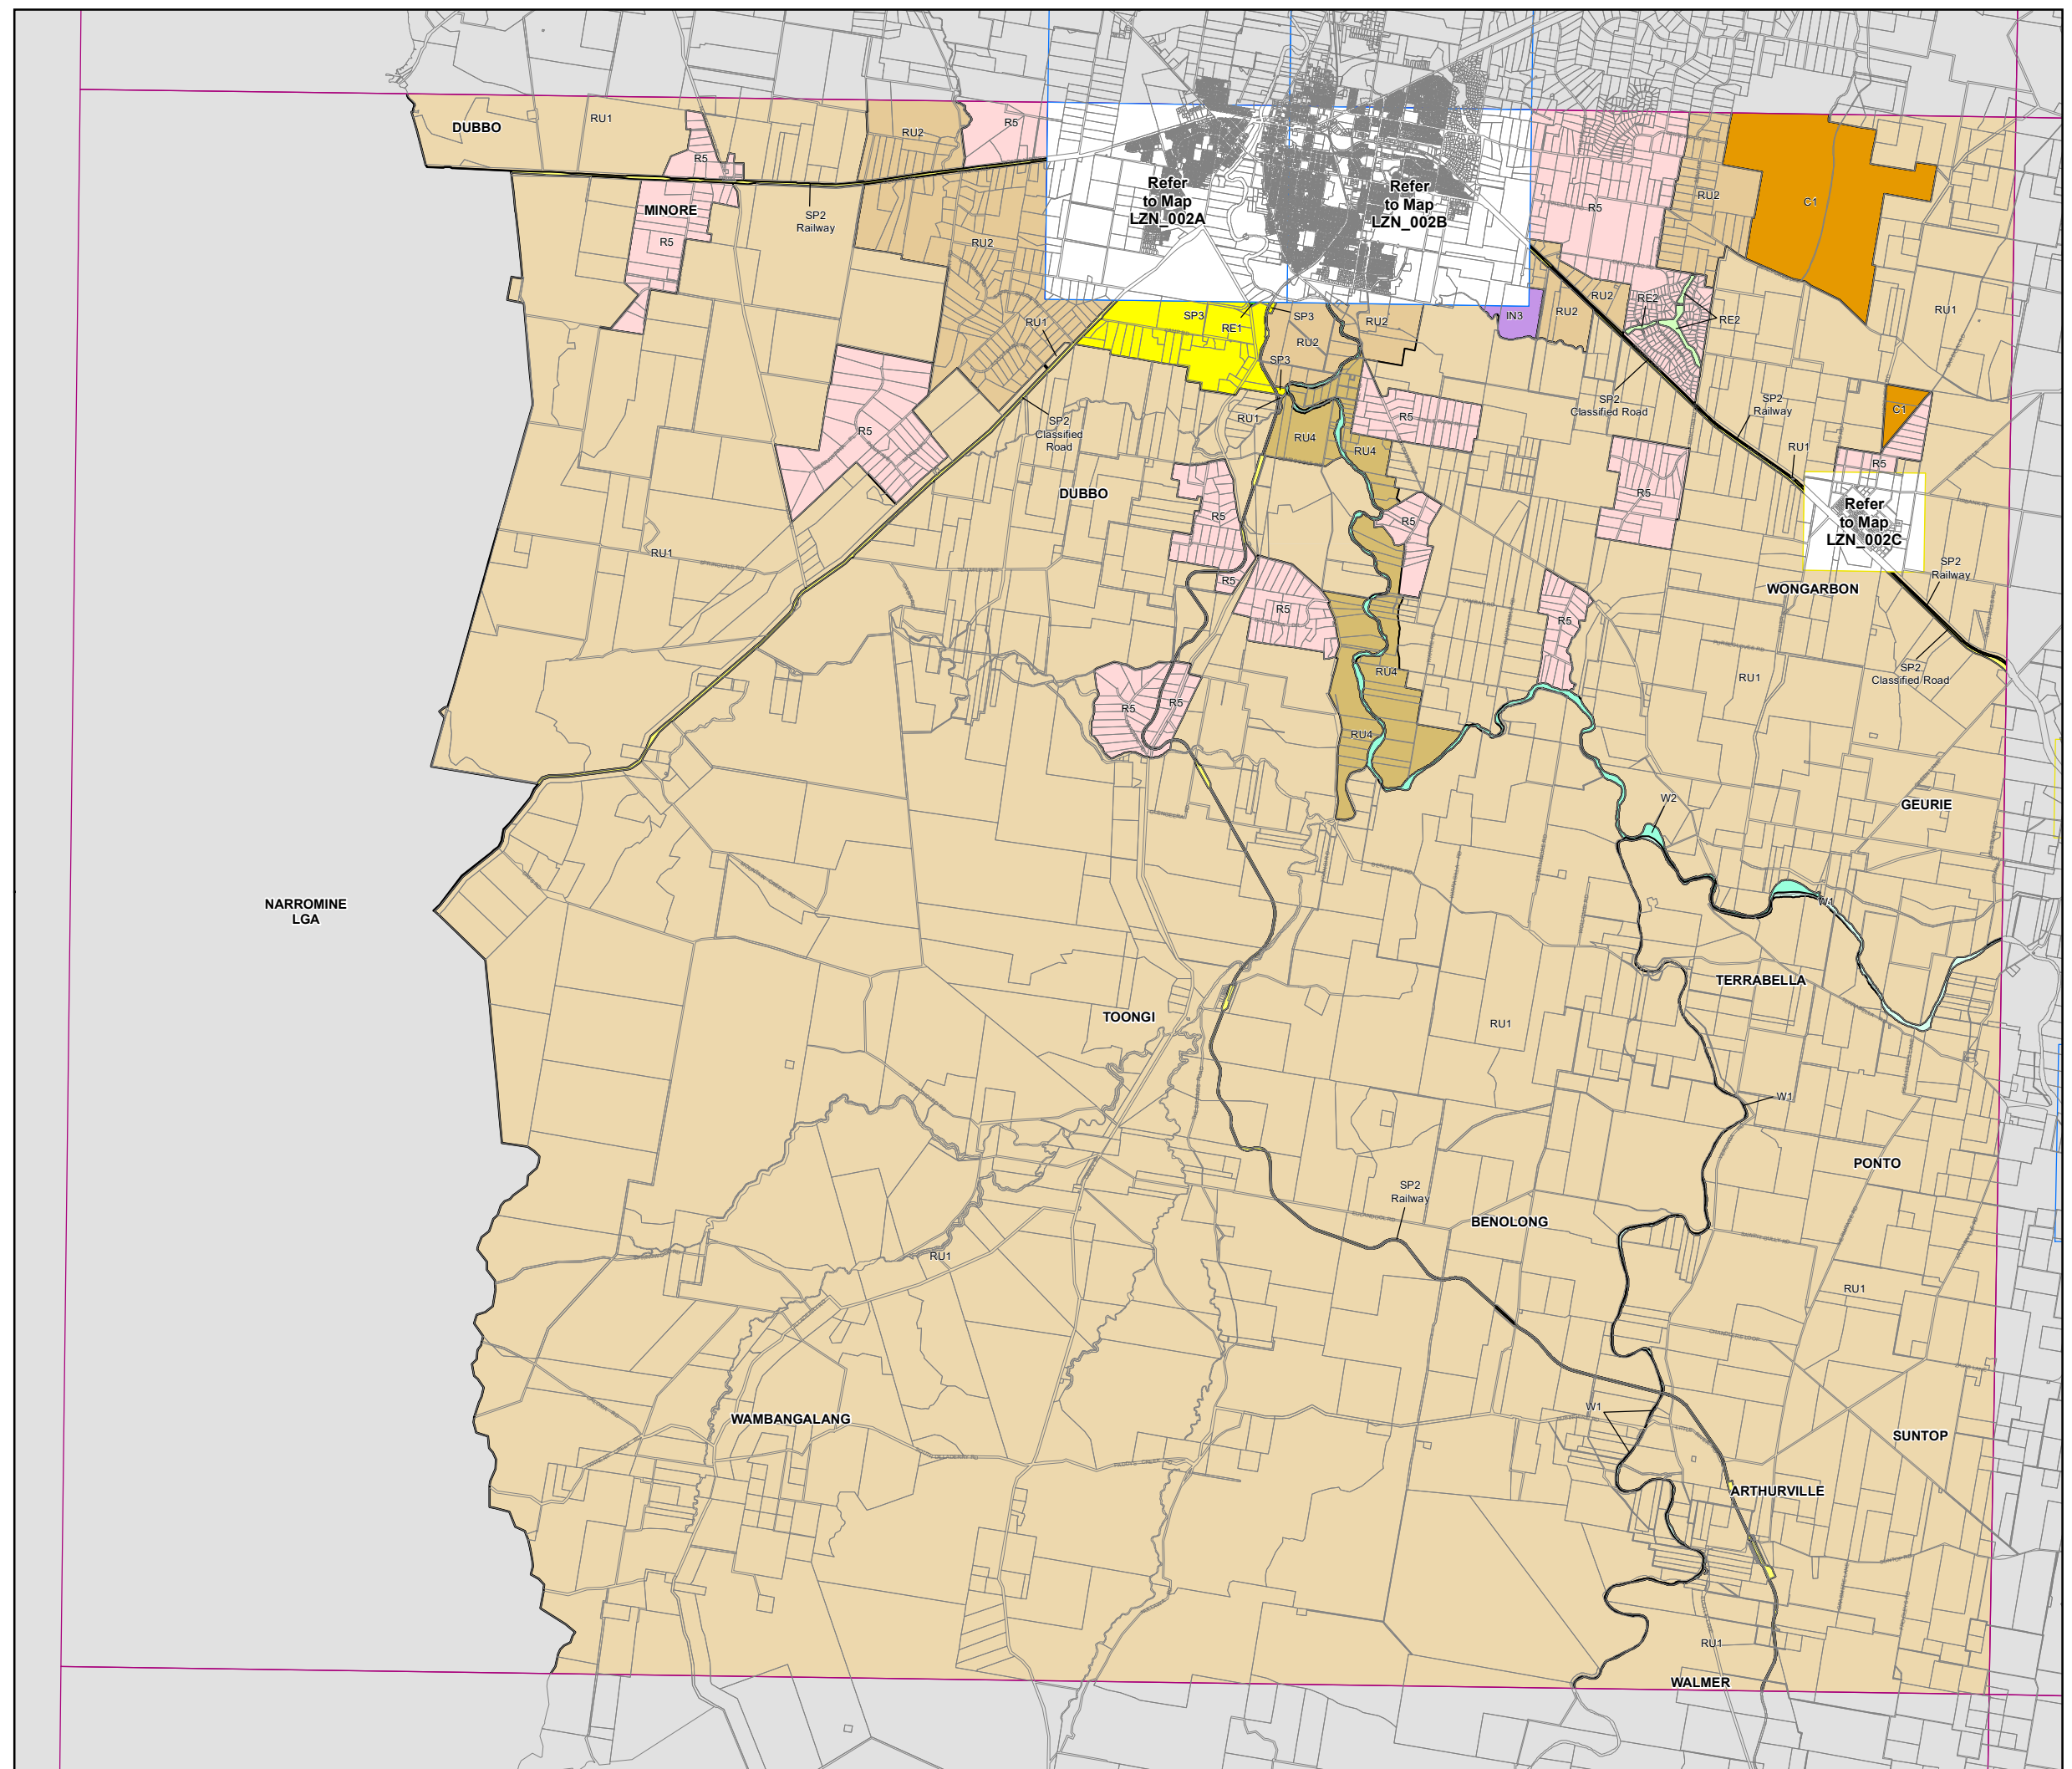 DUBBO
RU1
RU2
R5
R5
MINORE
R5
SP2
Railway
RU2
Refer
to Map
LZN_002A
Refer
to Map
LZN_002B
R5
RU2
C1
RU1
RU1
SP3
RE1
SP3
RU2
RU2
SP3
IN3
RU2
RU2
RE2
RE2
R5
SP2
Classified
Road
RU1
RU4
R5
RU4
SP2
Classified Road
SP2
Railway
C1
RU1
R5
R5
DUBBO
R5
R5
Refer
to Map
LZN_002C
RU1
R5
R5
R5
SP2
Railway
WONGARBON
RU4
RU1
SP2
Classified Road
R5
R5
RU4
W2
GEURIE
NARROMINE
LGA
W1
TERRABELLA
TOONGI
RU1
W1
PONTO
SP2
Railway
BENOLONG
RU1
RU1
W1
WAMBANGALANG
SUNTOP
ARTHURVILLE
RU1
WALMER